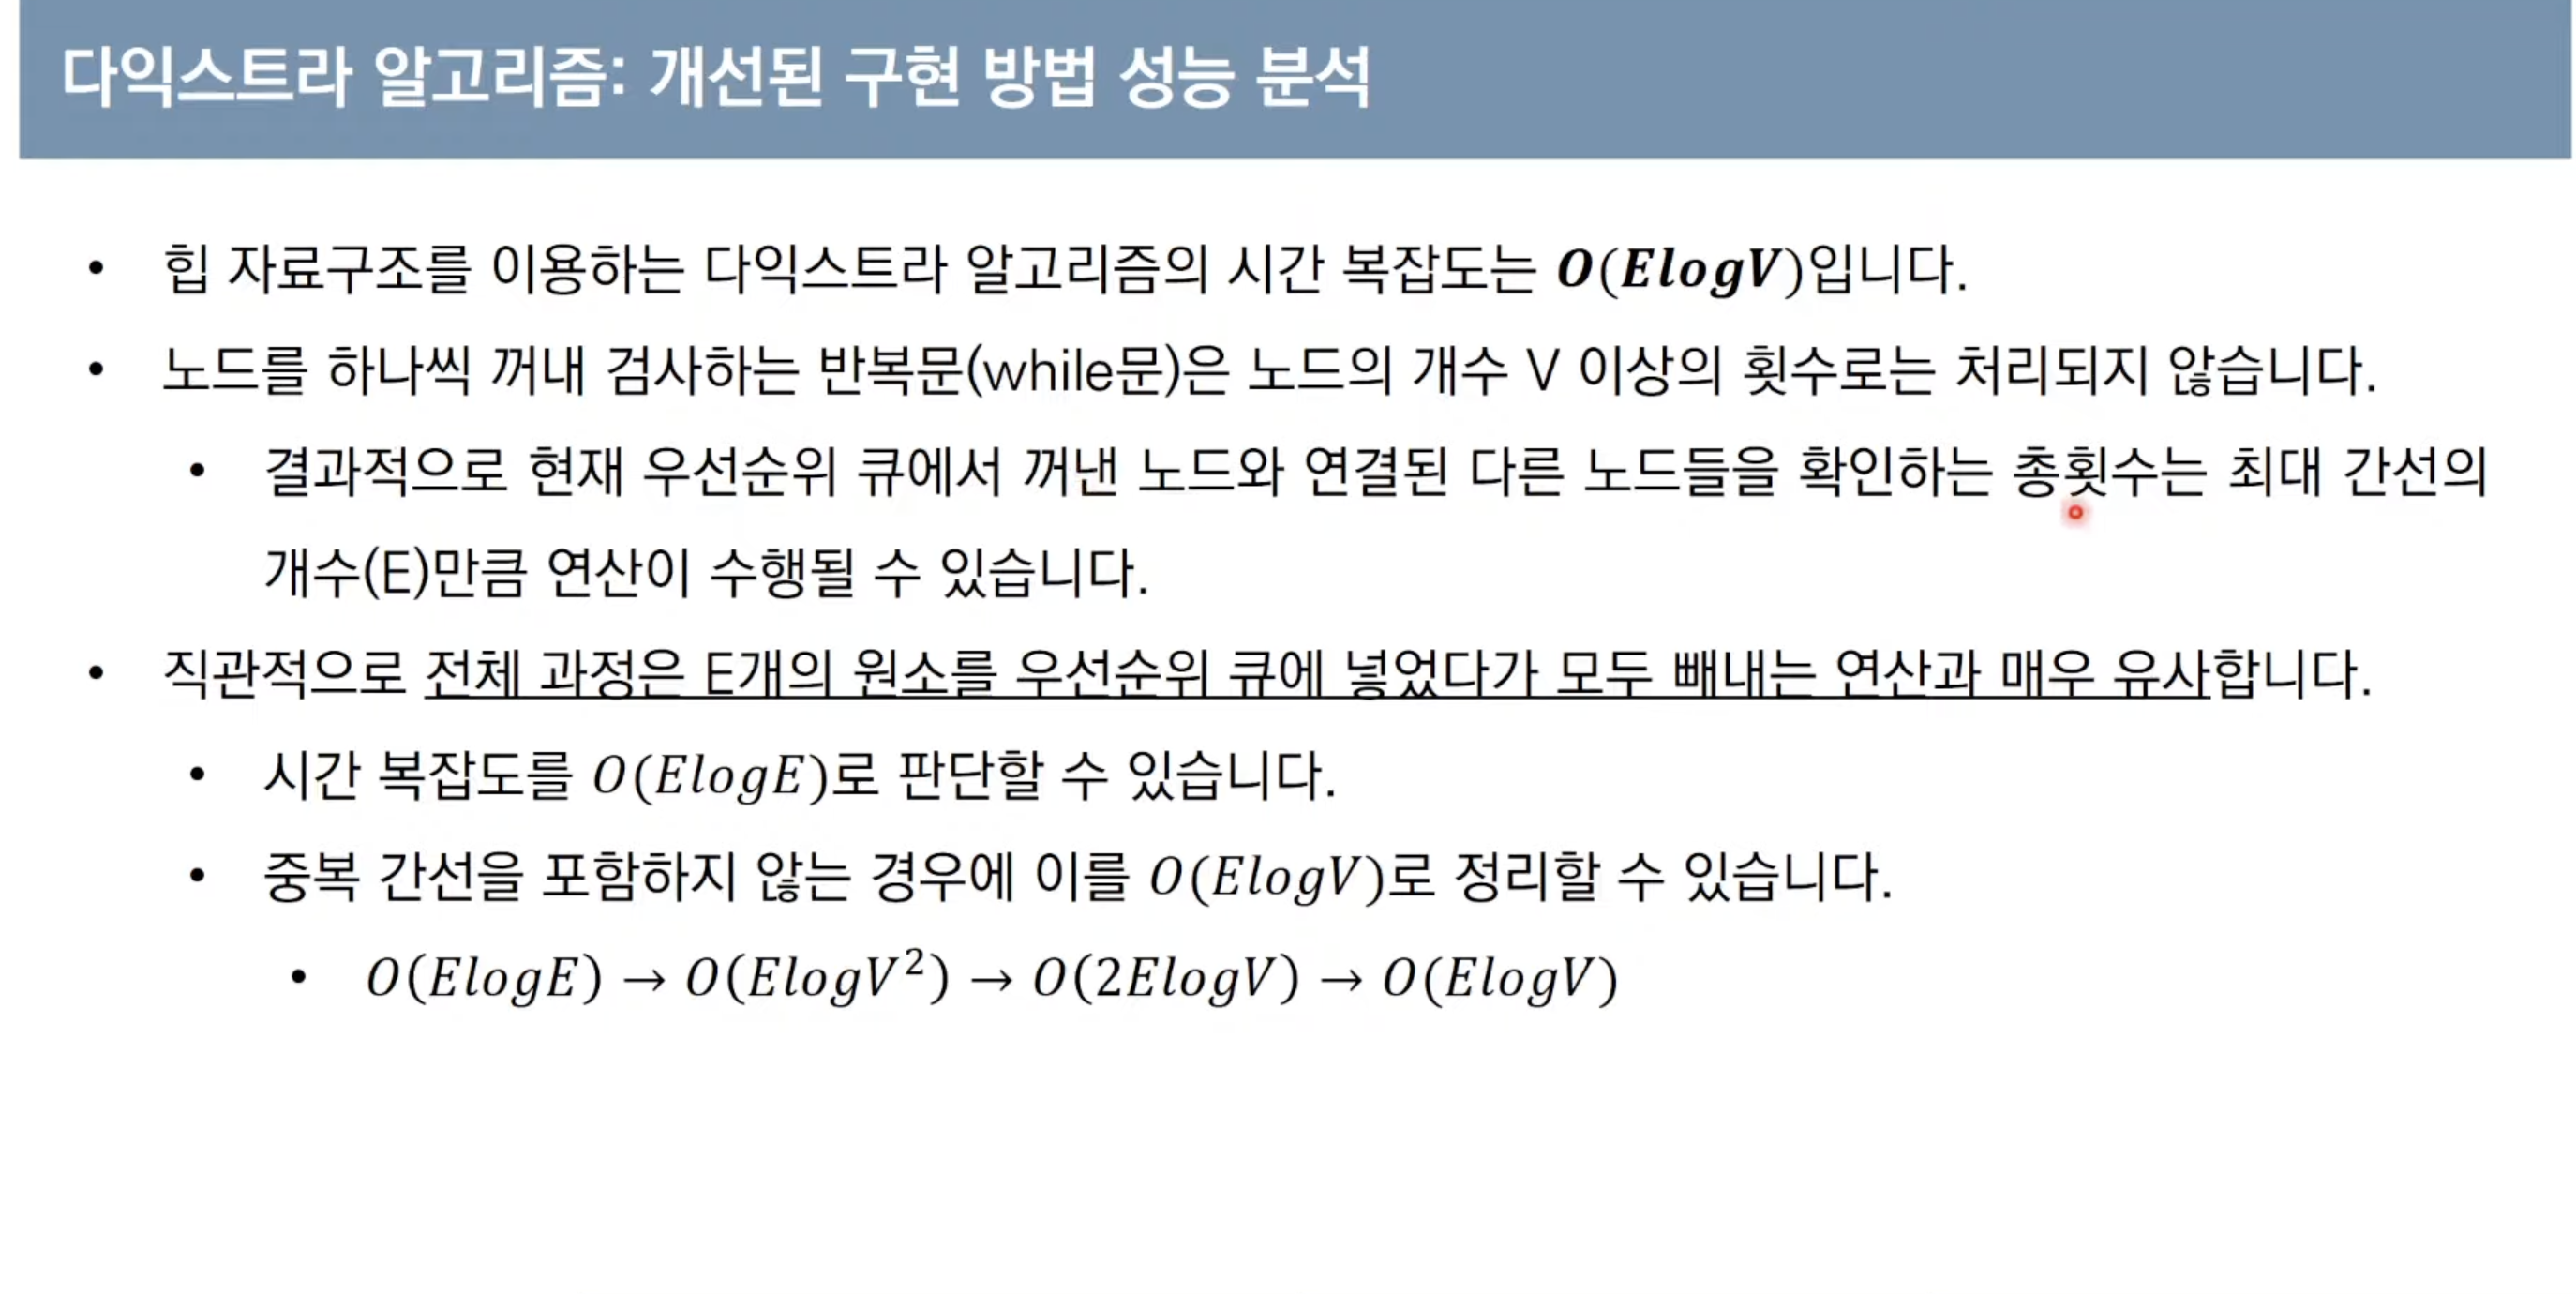 다익스트라 알고리즘: 개선된 구현 방법 성능 분석
• 힙 자료구조를 이용하는 다익스트라 알고리즘의 시간 복잡도는 O(ElogV)입니다.
• 노드를 하나씩 꺼내 검사하는 반복문(while문)은 노드의 개수 V 이상의 횟수로는 처리되지 않습니다.
• 결과적으로 현재 우선순위 큐에서 꺼낸 노드와 연결된 다른 노드들을 확인하는 총횟수는 최대 간선의
개수(E)만큼 연산이 수행될 수 있습니다.
• 직관적으로 전체 과정은 E개의 원소를 우선순위 큐에 넣었다가 모두 빼내는 연산과 매우 유사합니다.
• 시간 복잡도를 O(ElogE)로 판단할 수 있습니다.
• 중복 간선을 포함하지 않는 경우에 이를 O(ElogV)로 정리할 수 있습니다.
• O(ElogE) → O(ElogV²) → O(2ElogV) → O(ElogV)